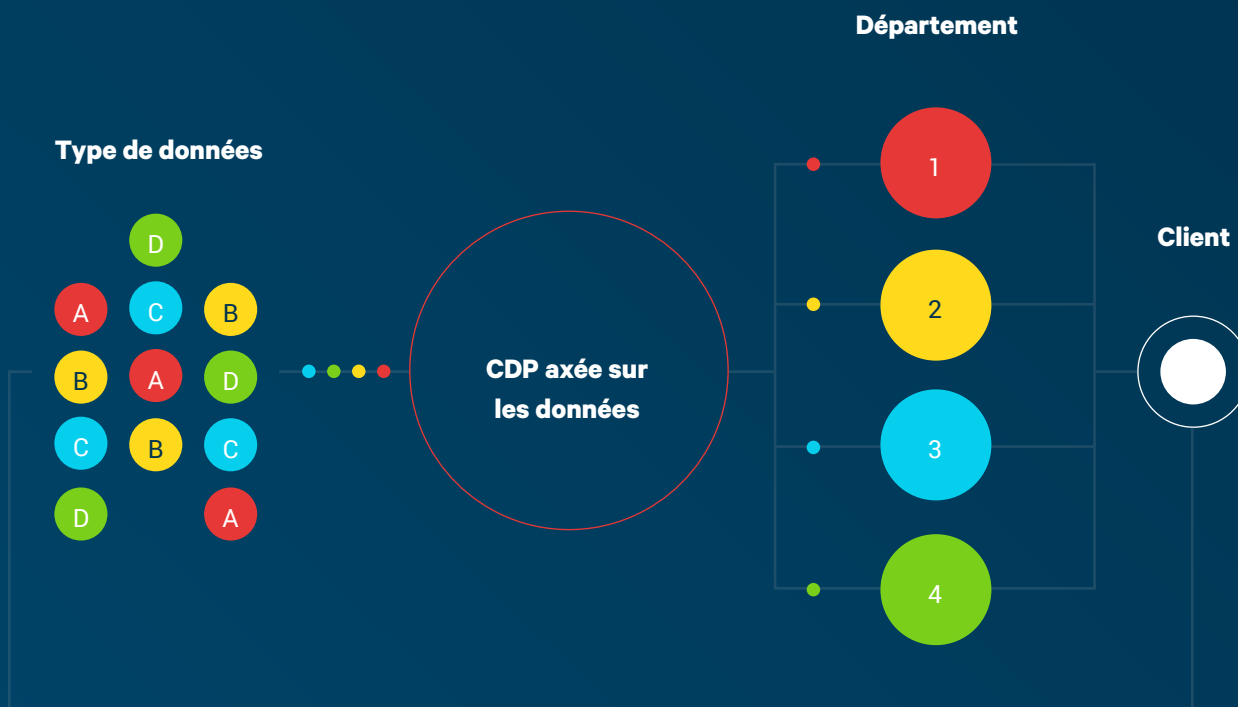 Département
Type de données
Client
D
A C B
B A D
C B C
D A
CDP axée sur
les données
1
2
3
4